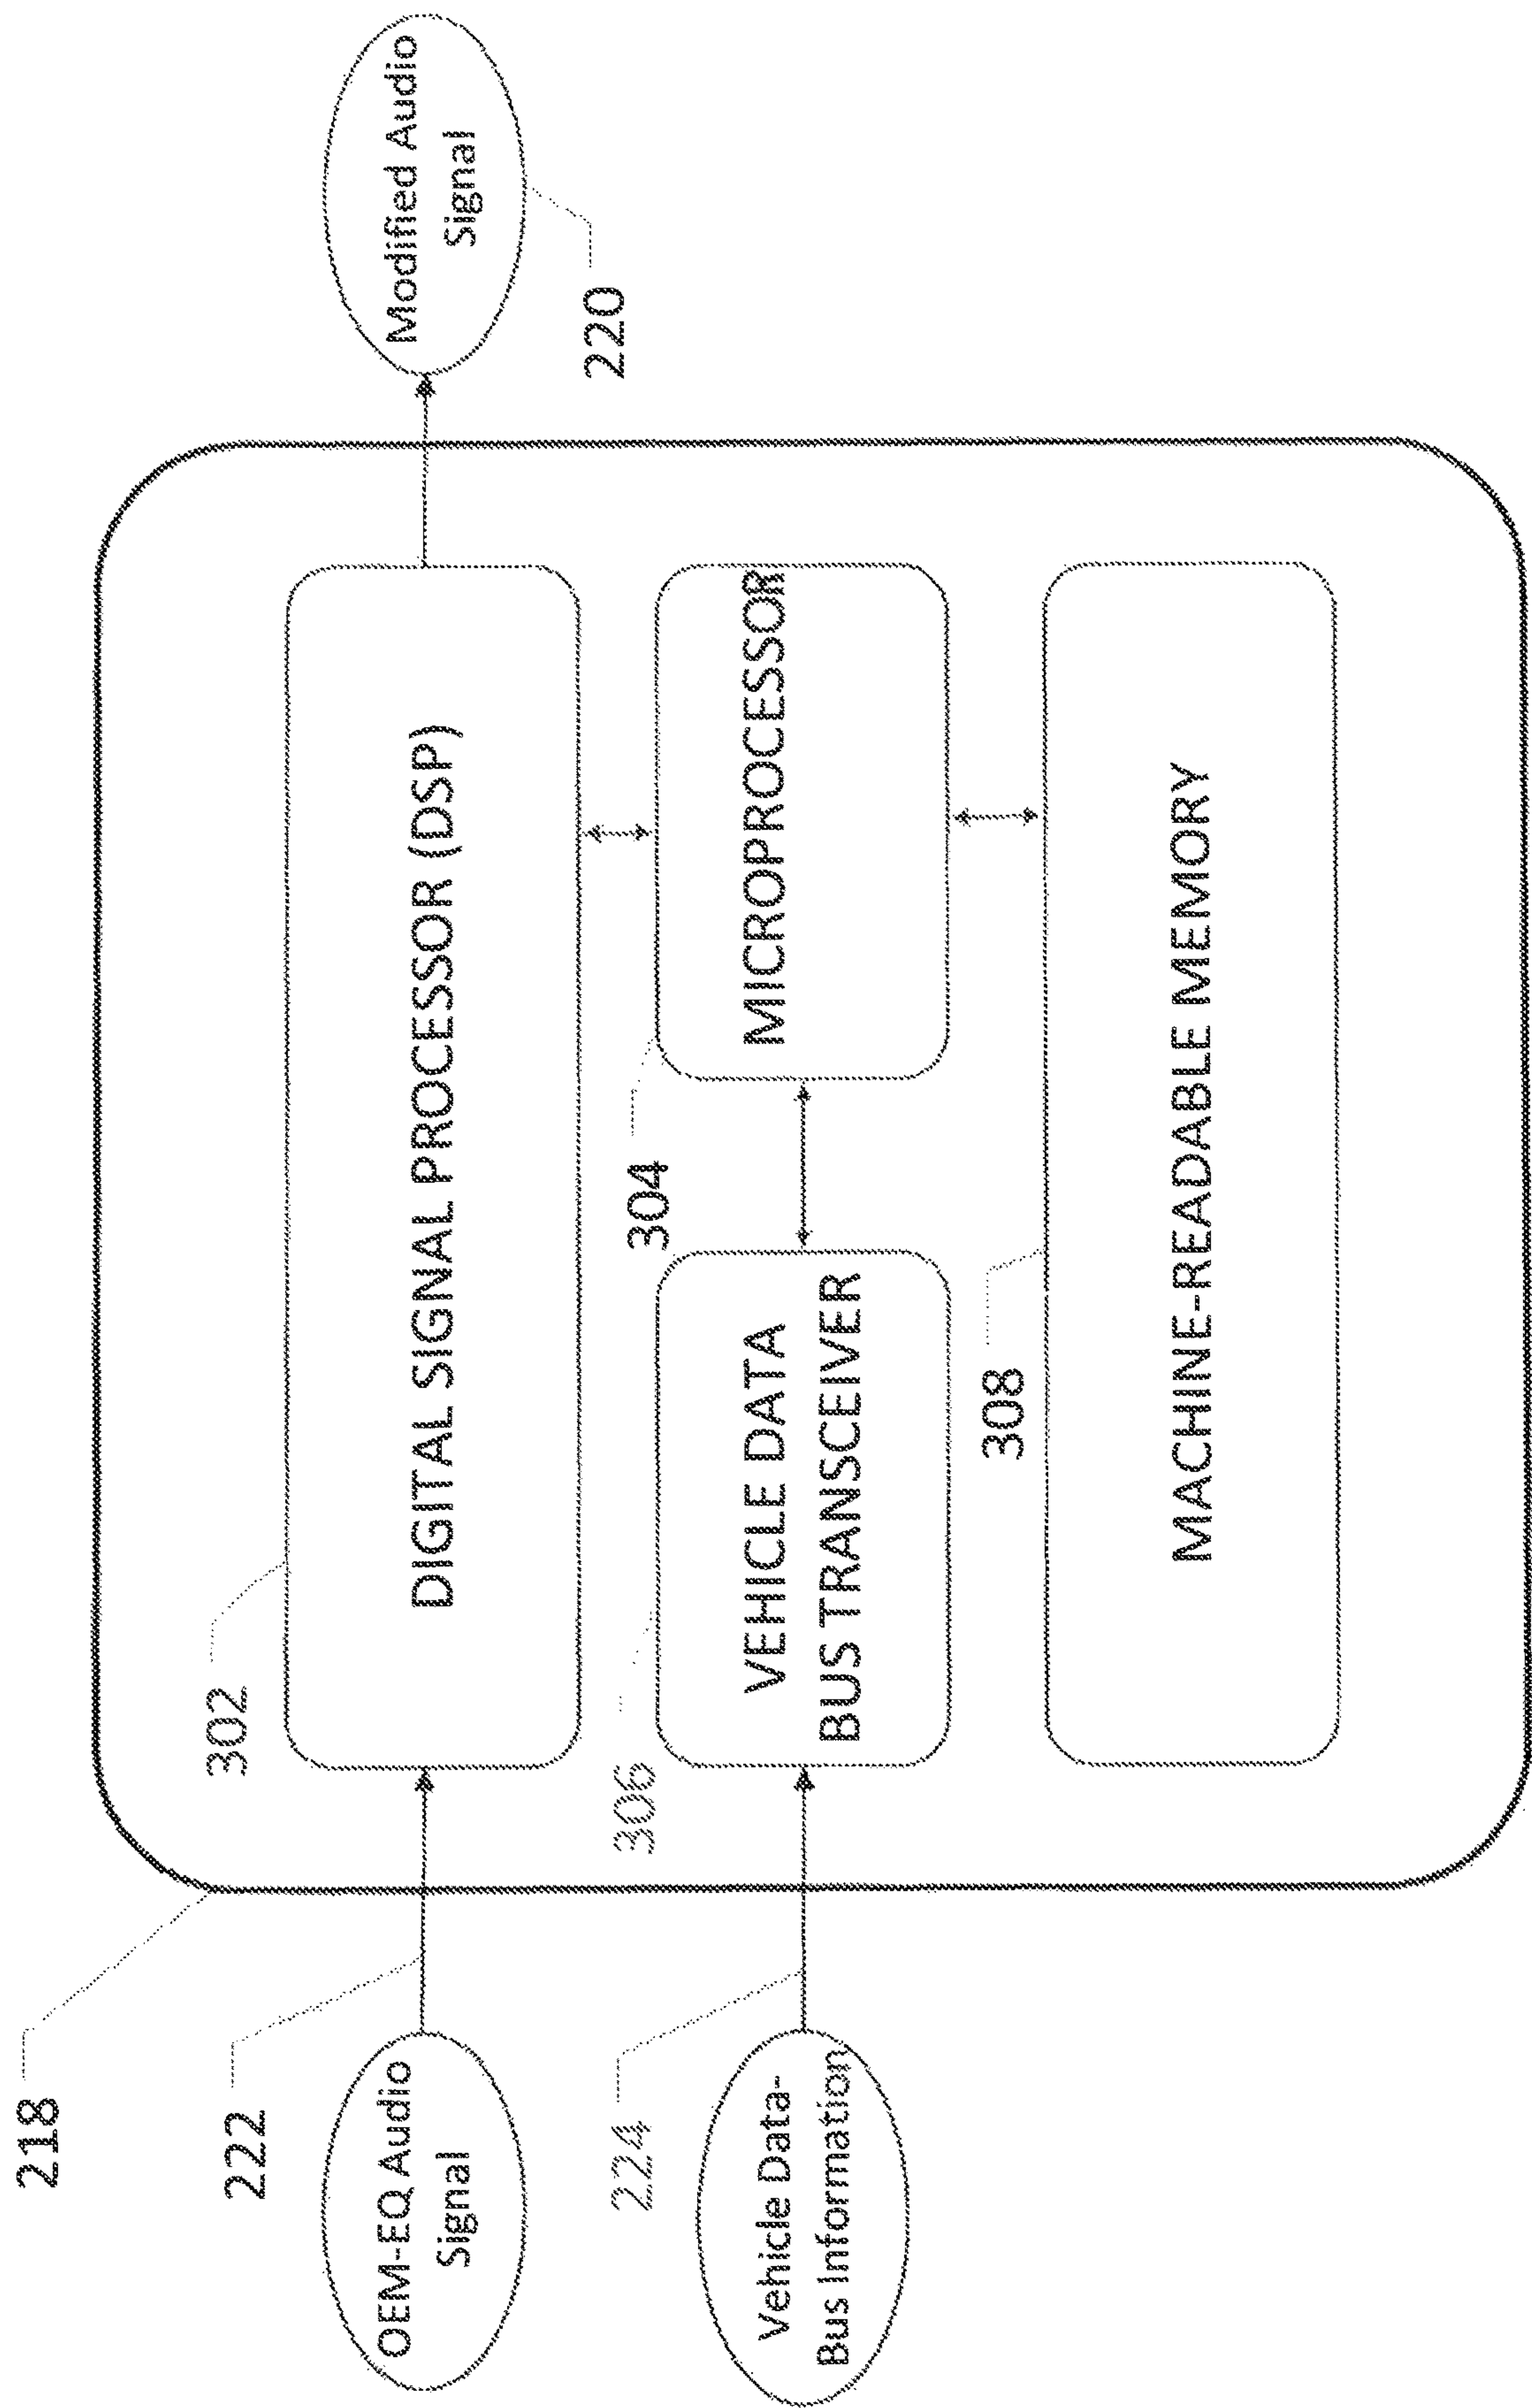 218
222
OEM-EQ Audio
Signal
224
Vehicle Data-
Bus Information
302
DIGITAL SIGNAL PROCESSOR (DSP)
306
VEHICLE DATA
BUS TRANSCEIVER
304
MICROPROCESSOR
308
MACHINE-READABLE MEMORY
Modified Audio
Signal
220